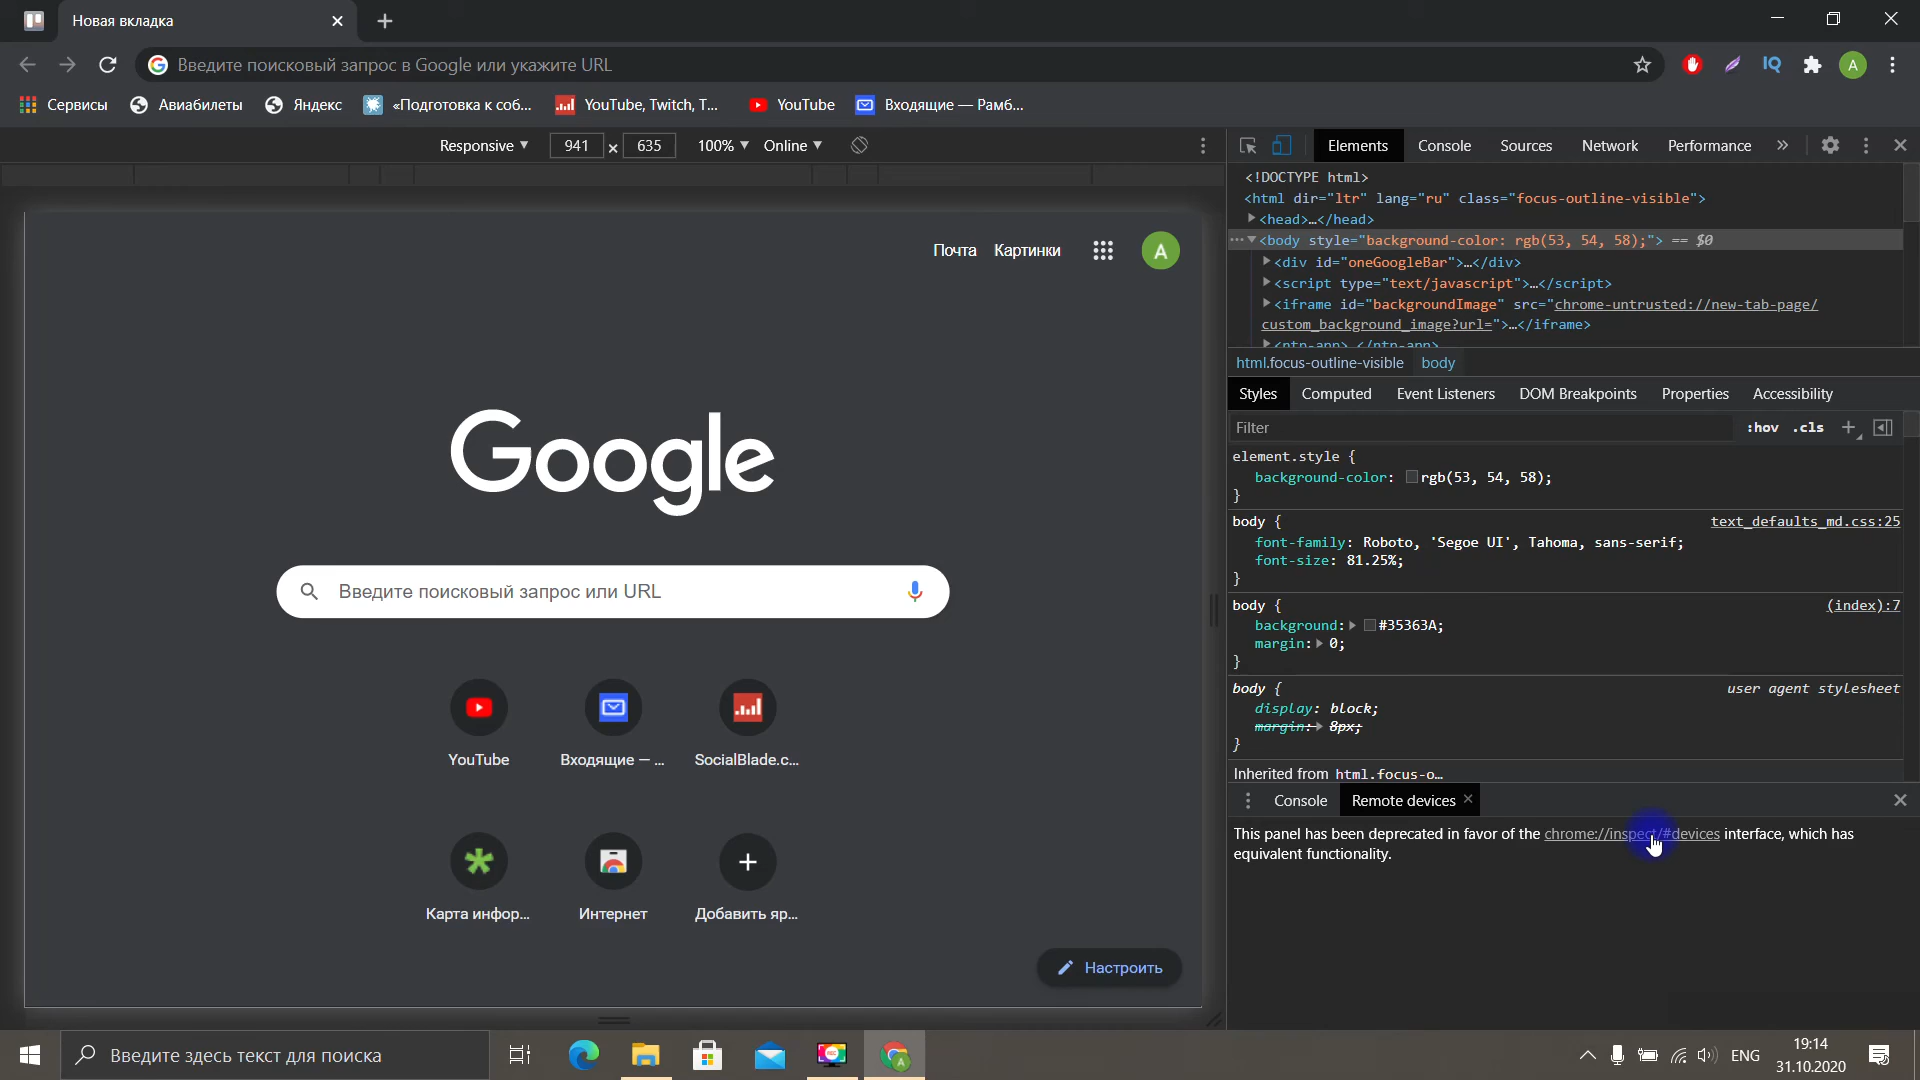 Новая вкладка
Введите поисковый запрос в Google или укажите URL
Сервисы Авиабилеты Яндекс «Подготовка к соб... YouTube, Twitch, T... YouTube Входящие — Рамб...
Responsive 941 x 635 100% Online
Почта Картинки A
Google
Введите поисковый запрос или URL
YouTube Входящие — ... SocialBlade.c...
Карта инфор... Интернет Добавить яр...
Настроить
Elements Console Sources Network Performance »
<!DOCTYPE html>
<html dir="ltr" lang="ru" class="focus-outline-visible">
<head>…</head>
<body style="background-color: rgb(53, 54, 58);"> == $0
<div id="oneGoogleBar">…</div>
<script type="text/javascript">…</script>
<iframe id="backgroundImage" src="chrome-untrusted://new-tab-page/
custom_background_image?url=">…</iframe>
<ntp-app> </ntp-app>
html.focus-outline-visible body
Styles Computed Event Listeners DOM Breakpoints Properties Accessibility
Filter :hov .cls +
element.style {
background-color: rgb(53, 54, 58);
}
body { text_defaults_md.css:25
font-family: Roboto, 'Segoe UI', Tahoma, sans-serif;
font-size: 81.25%;
}
body { (index):7
background: #35363A;
margin: 0;
}
body { user agent stylesheet
display: block;
margin: 8px;
}
Inherited from html.focus-o…
Console Remote devices
This panel has been deprecated in favor of the chrome://inspect/#devices interface, which has
equivalent functionality.
Введите здесь текст для поиска
ENG
19:14
31.10.2020